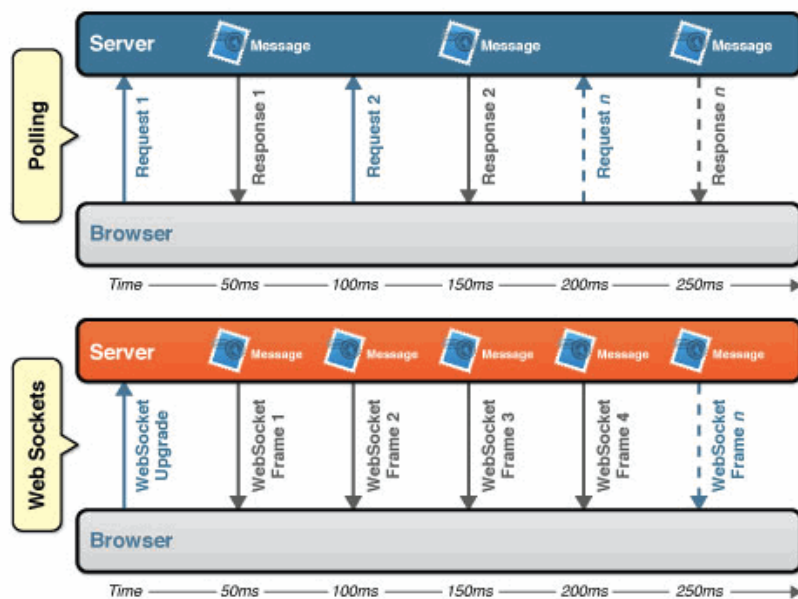 Polling
Server
Message
Message
Message
Request 1
Response 1
Request 2
Response 2
Request n
Response n
Browser
Time 50ms 100ms 150ms 200ms 250ms
Web Sockets
Server
Message
Message
Message
Message
Message
WebSocket
Upgrade
WebSocket
Frame 1
WebSocket
Frame 2
WebSocket
Frame 3
WebSocket
Frame 4
WebSocket
Frame n
Browser
Time 50ms 100ms 150ms 200ms 250ms